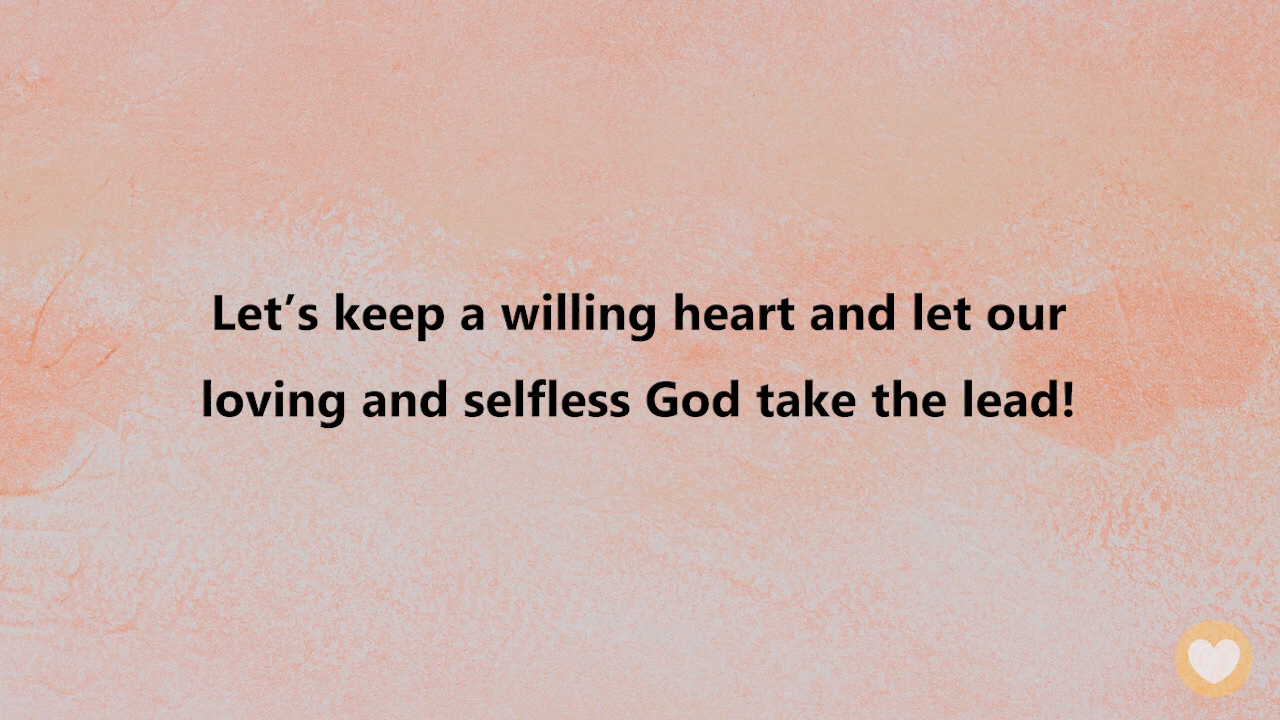 Let’s keep a willing heart and let our
loving and selfless God take the lead!